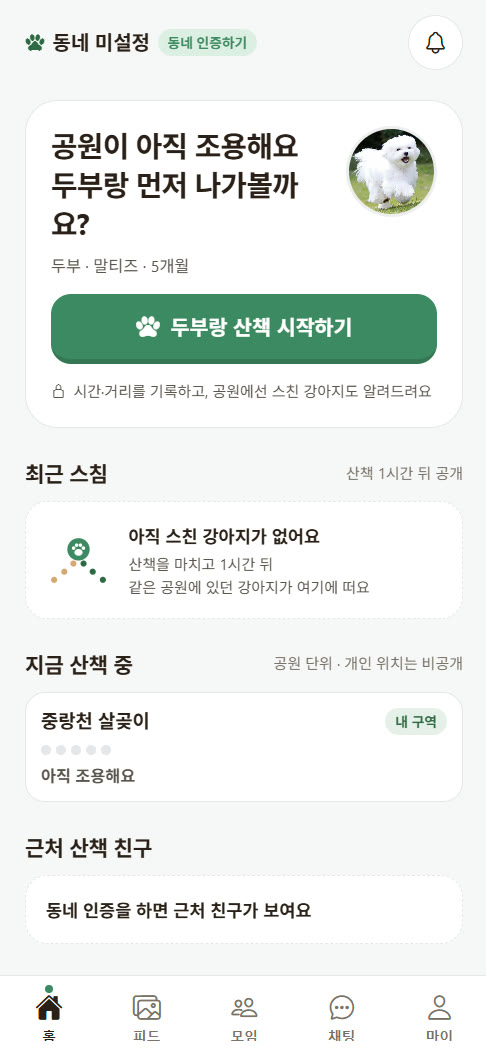 동네 미설정 동네 인증하기
공원이 아직 조용해요
두부랑 먼저 나가볼까
요?
두부 · 말티즈 · 5개월
두부랑 산책 시작하기
시간·거리를 기록하고, 공원에선 스친 강아지도 알려드려요
최근 스침 산책 1시간 뒤 공개
아직 스친 강아지가 없어요
산책을 마치고 1시간 뒤
같은 공원에 있던 강아지가 여기에 떠요
지금 산책 중 공원 단위 · 개인 위치는 비공개
중랑천 살곶이 내 구역
아직 조용해요
근처 산책 친구
동네 인증을 하면 근처 친구가 보여요
홈 피드 모임 채팅 마이